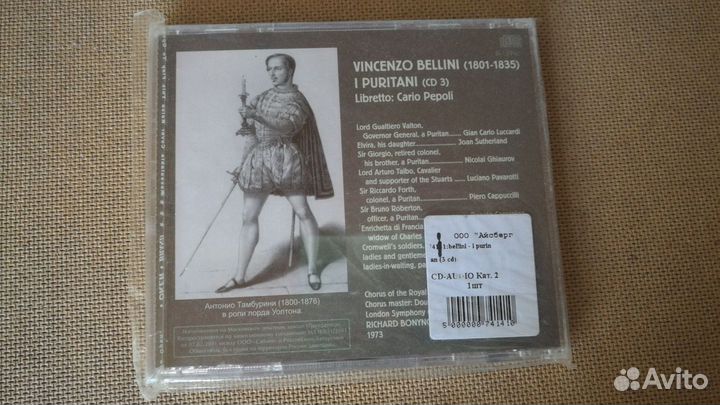 VINCENZO BELLINI (1801-1835)
I PURITANI (CD 3)
Libretto: Carlo Pepoli
Lord Gualtiero Valton,
Governor General, a Puritan...... Gian Carlo Luccardi
Elvira, his daughter........................ Joan Sutherland
Sir Giorgio, retired colonel,
his brother, a Puritan................... Nicolai Ghiaurov
Lord Arturo Talbo, Cavalier
and supporter of the Stuarts ..... Luciano Pavarotti
Sir Riccardo Forth,
colonel, a Puritan........................ Piero Cappuccilli
Sir Bruno Roberton,
officer, a Puritan
Enrichetta di Francia
widow of Charles
Cromwell's soldiers,
ladies and gentlemen
ladies-in-waiting, pa
Chorus of the Royal
Chorus master: Dou
London Symphony
RICHARD BONYNG
1973
ООО "Айсберг
:bellini - i purin
an (3 cd)
CD-AUDIO Кат. 2
1шт
5 000000 741410
Антонио Тамбурини (1800-1876)
в роли лорда Уолтона
Avito